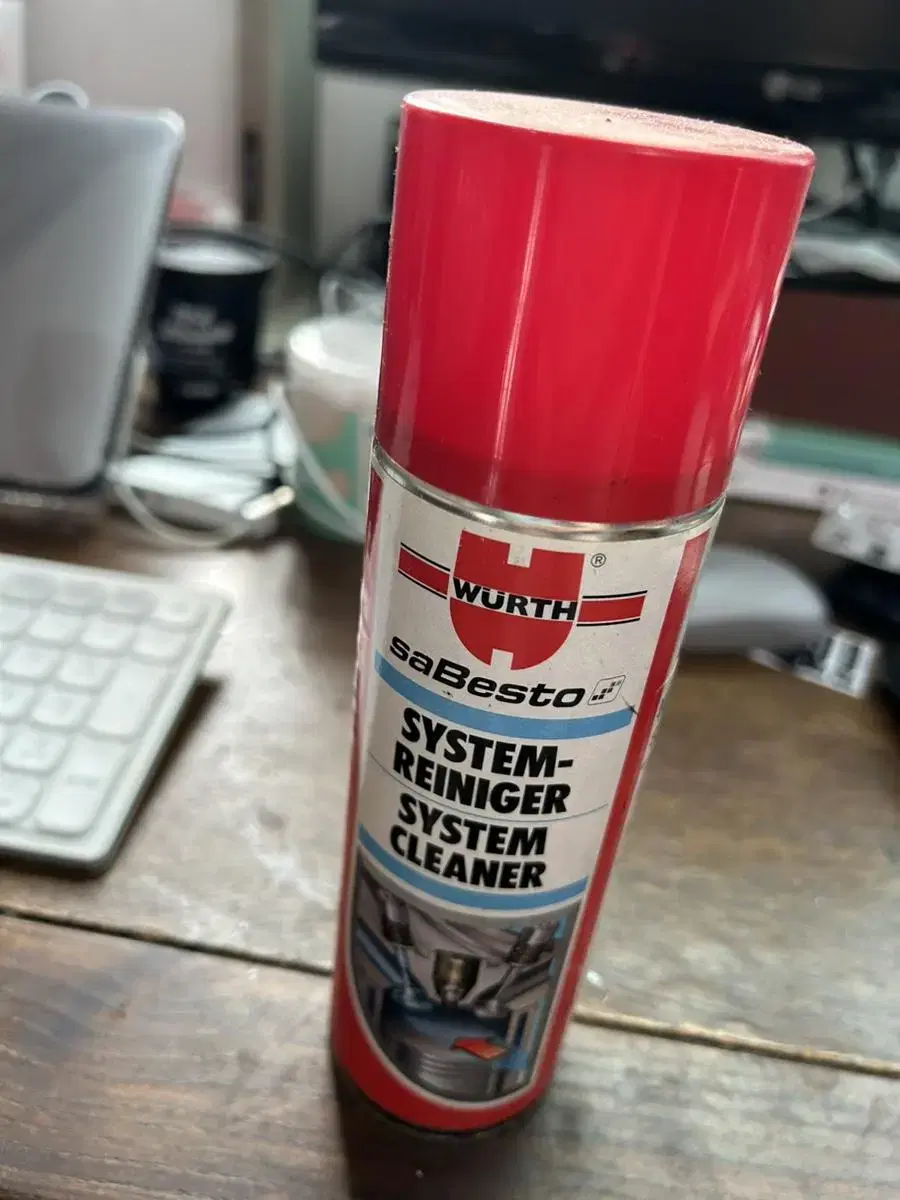 WÜRTH®
saBesto
SYSTEM-
REINIGER
SYSTEM
CLEANER